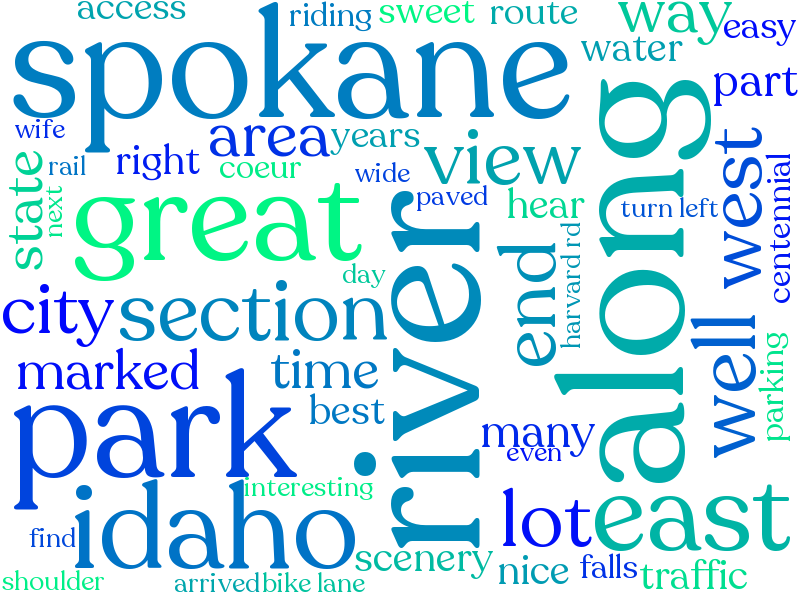 access
riding
sweet
route
way
easy
spokane
water
part
wife
area
years
right
rail
coeur
wide
view
state
next
great
paved
hear
turn left
along
west
centennial
river
end
harvard rd
day
city
section
well
parking
marked
time
park
best
many
even
interesting
idaho
lot
east
find
scenery
nice
falls
traffic
shoulder
arrived
bike lane